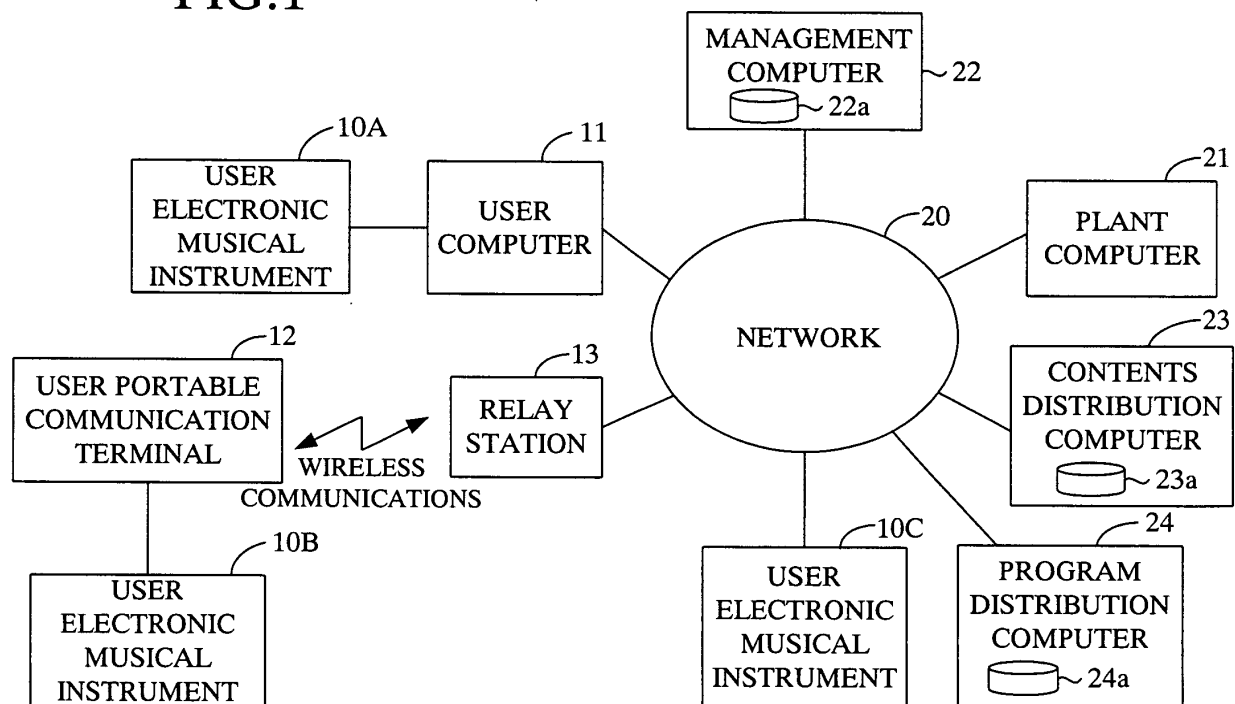 FIG.1
MANAGEMENT
COMPUTER
22
22a
10A
USER
ELECTRONIC
MUSICAL
INSTRUMENT
11
USER
COMPUTER
21
PLANT
COMPUTER
20
NETWORK
12
USER PORTABLE
COMMUNICATION
TERMINAL
WIRELESS
COMMUNICATIONS
13
RELAY
STATION
23
CONTENTS
DISTRIBUTION
COMPUTER
23a
10B
USER
ELECTRONIC
MUSICAL
INSTRUMENT
10C
USER
ELECTRONIC
MUSICAL
INSTRUMENT
24
PROGRAM
DISTRIBUTION
COMPUTER
24a